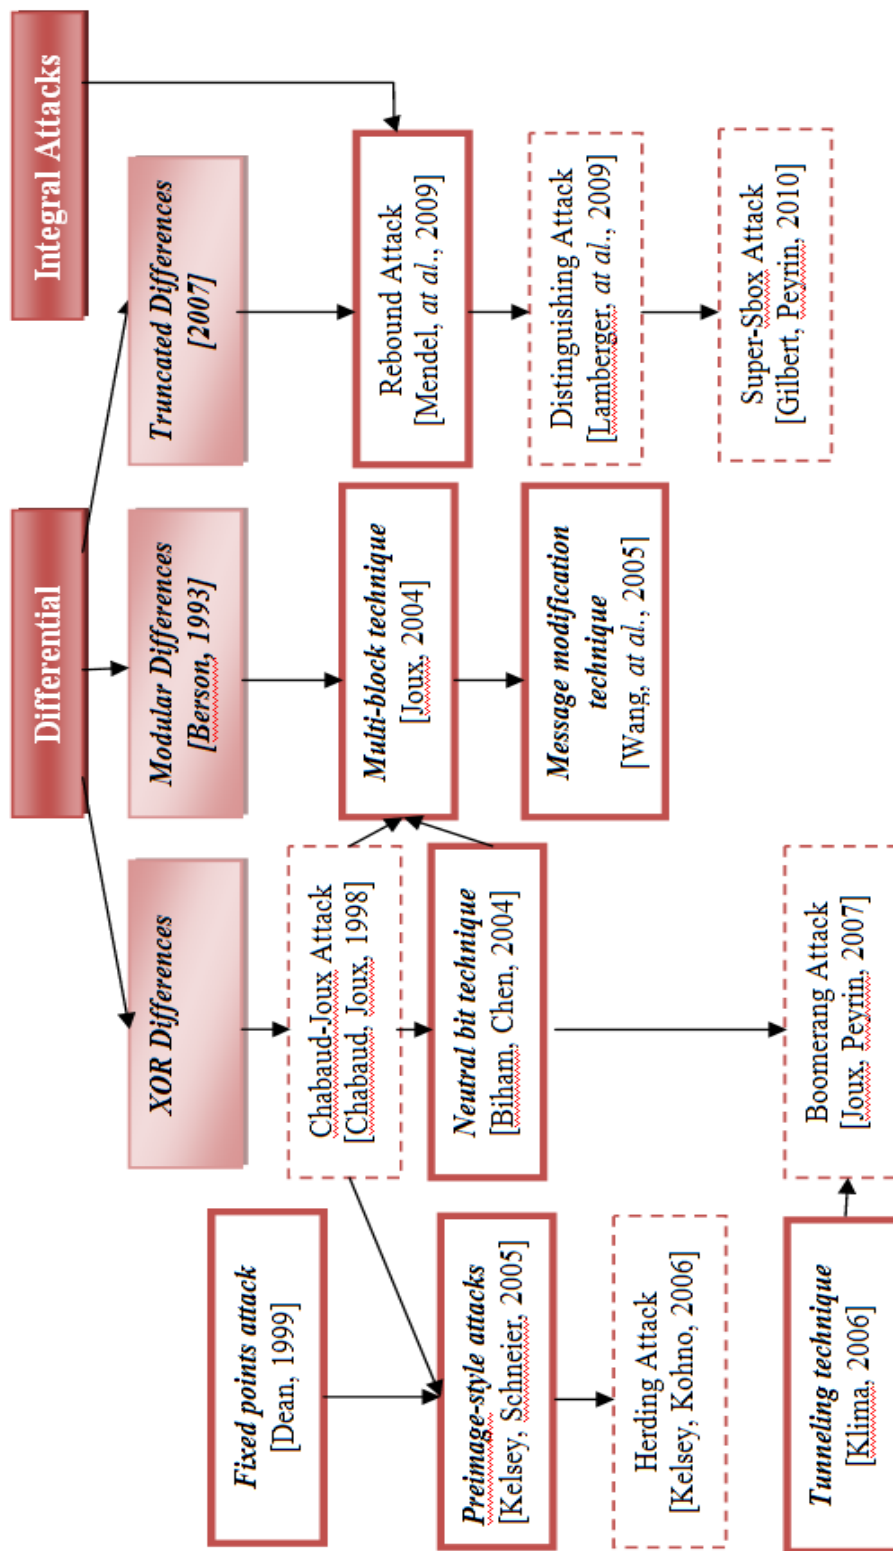 Differential
Integral Attacks
XOR Differences
Modular Differences
[Berson, 1993]
Truncated Differences
[2007]
Fixed points attack
[Dean, 1999]
Chabaud-Joux Attack
[Chabaud, Joux, 1998]
Multi-block technique
[Joux, 2004]
Rebound Attack
[Mendel, at al., 2009]
Preimage-style attacks
[Kelsey, Schneier, 2005]
Neutral bit technique
[Biham, Chen, 2004]
Message modification
technique
[Wang, at al., 2005]
Distinguishing Attack
[Lamberger, at al., 2009]
Herding Attack
[Kelsey, Kohno, 2006]
Super-Sbox Attack
[Gilbert, Peyrin, 2010]
Tunneling technique
[Klima, 2006]
Boomerang Attack
[Joux, Peyrin, 2007]